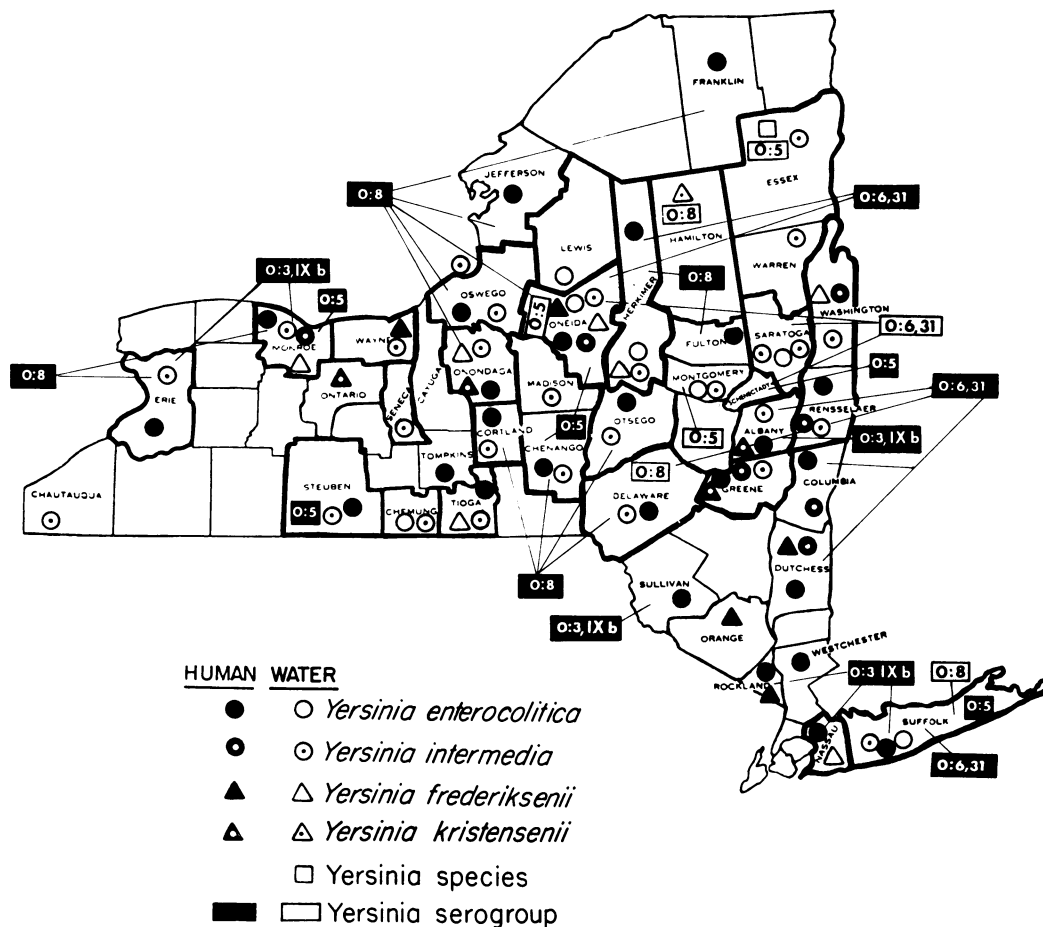 FRANKLIN
O:5
ESSEX
JEFFERSON
O:8
O:8
HAMILTON
O:6,31
LEWIS
WARREN
O:3,IX b
O:5
OSWEGO
O:5
ONEIDA
HERKIMER
O:8
WASHINGTON
MONROE
WAYNE
FULTON
SARATOGA
O:6,31
O:8
ONTARIO
SENECA
CAYUGA
ONONDAGA
MADISON
MONTGOMERY
SCHENECTADY
O:5
ERIE
RENSSELAER
O:6,31
CORTLAND
O:5
OTSEGO
O:5
ALBANY
O:3,IX b
CHENANGO
TOMPKINS
O:8
STEUBEN
DELAWARE
GREENE
COLUMBIA
CHAUTAUQUA
O:5
CHEMUNG
TIOGA
O:8
DUTCHESS
SULLIVAN
O:3,IX b
ORANGE
WESTCHESTER
ROCKLAND
O:3 IX b
O:8
O:5
SUFFOLK
NASSAU
O:6,31
HUMAN WATER
Yersinia enterocolitica
Yersinia intermedia
Yersinia frederiksenii
Yersinia kristensenii
Yersinia species
Yersinia serogroup